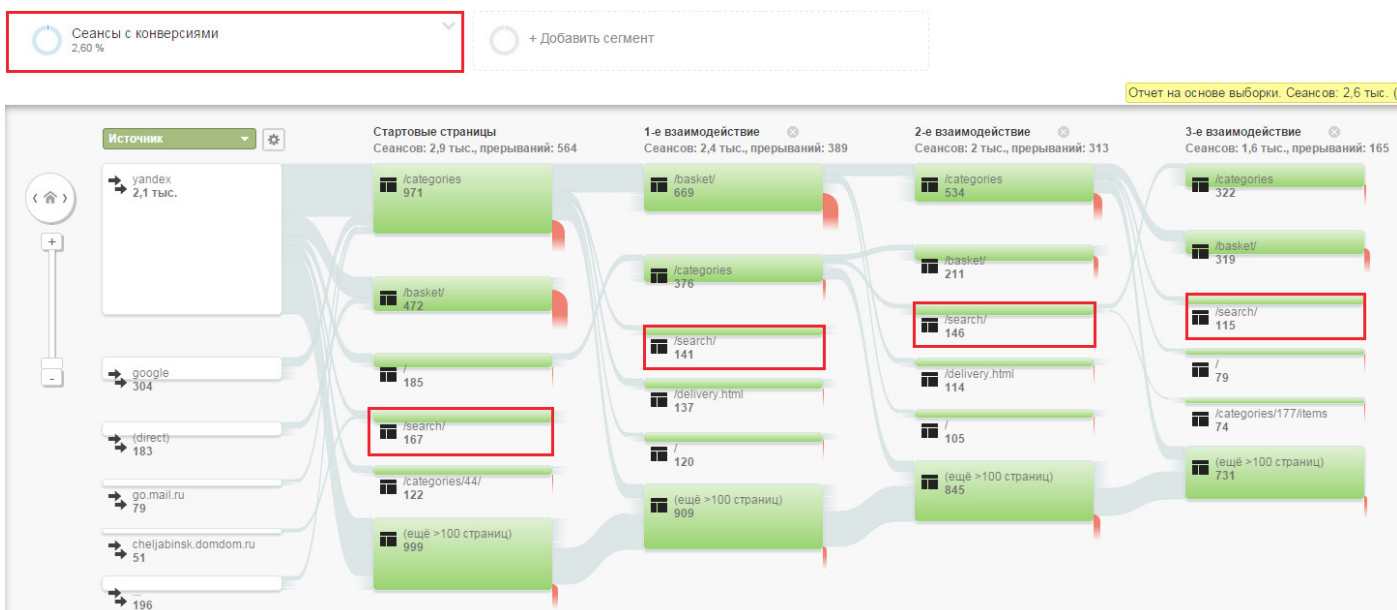 Сеансы с конверсиями
2,60 %
+ Добавить сегмент
Отчет на основе выборки. Сеансов: 2,6 тыс. (
Источник
yandex
2,1 тыс.
google
304
(direct)
183
go.mail.ru
79
cheljabinsk.domdom.ru
51
...
196
Стартовые страницы
Сеансов: 2,9 тыс., прерываний: 564
/categories
971
/basket/
472
/
185
/search/
167
/categories/44/
122
(ещё >100 страниц)
999
1-е взаимодействие
Сеансов: 2,4 тыс., прерываний: 389
/basket/
669
/categories
376
/search/
141
/delivery.html
137
/
120
(ещё >100 страниц)
909
2-е взаимодействие
Сеансов: 2 тыс., прерываний: 313
/categories
534
/basket/
211
/search/
146
/delivery.html
114
/
105
(ещё >100 страниц)
845
3-е взаимодействие
Сеансов: 1,6 тыс., прерываний: 165
/categories
322
/basket/
319
/search/
115
/
79
/categories/177/items
74
(ещё >100 страниц)
731